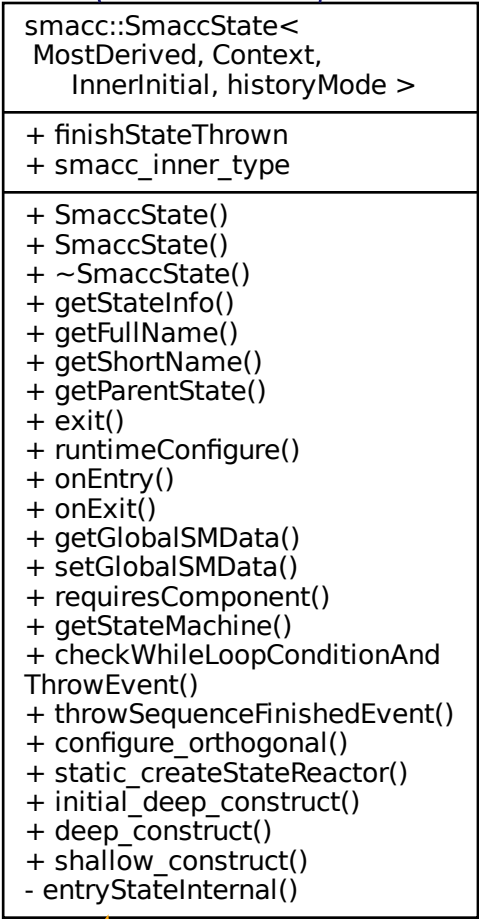 smacc::SmaccState<
MostDerived, Context,
InnerInitial, historyMode >
+ finishStateThrown
+ smacc_inner_type
+ SmaccState()
+ SmaccState()
+ ~SmaccState()
+ getStateInfo()
+ getFullName()
+ getShortName()
+ getParentState()
+ exit()
+ runtimeConfigure()
+ onEntry()
+ onExit()
+ getGlobalSMData()
+ setGlobalSMData()
+ requiresComponent()
+ getStateMachine()
+ checkWhileLoopConditionAnd
ThrowEvent()
+ throwSequenceFinishedEvent()
+ configure_orthogonal()
+ static_createStateReactor()
+ initial_deep_construct()
+ deep_construct()
+ shallow_construct()
- entryStateInternal()